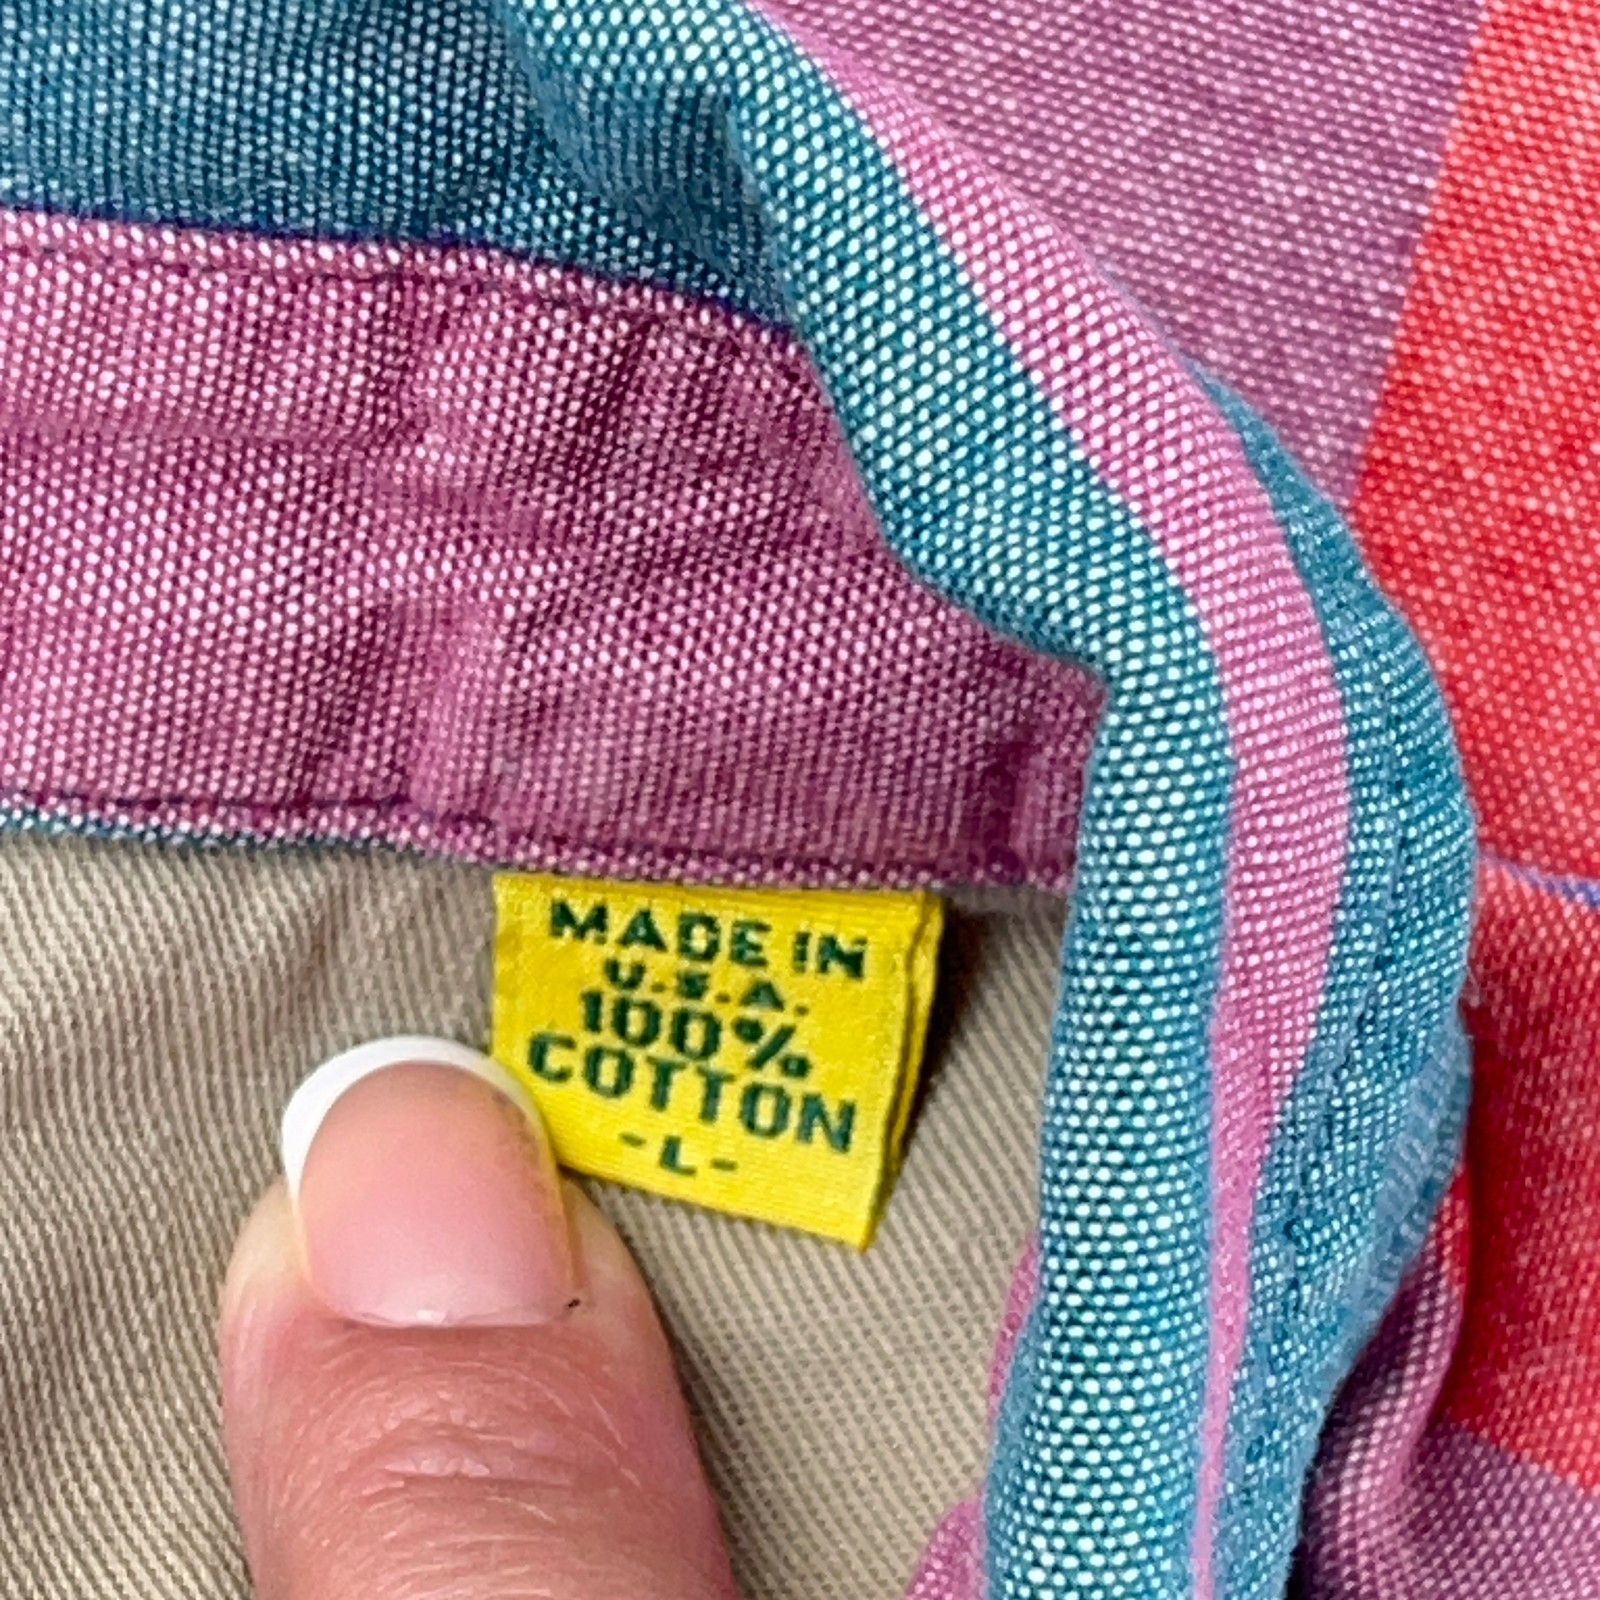 MADE IN
U.S.A.
100%
COTTON
-L-